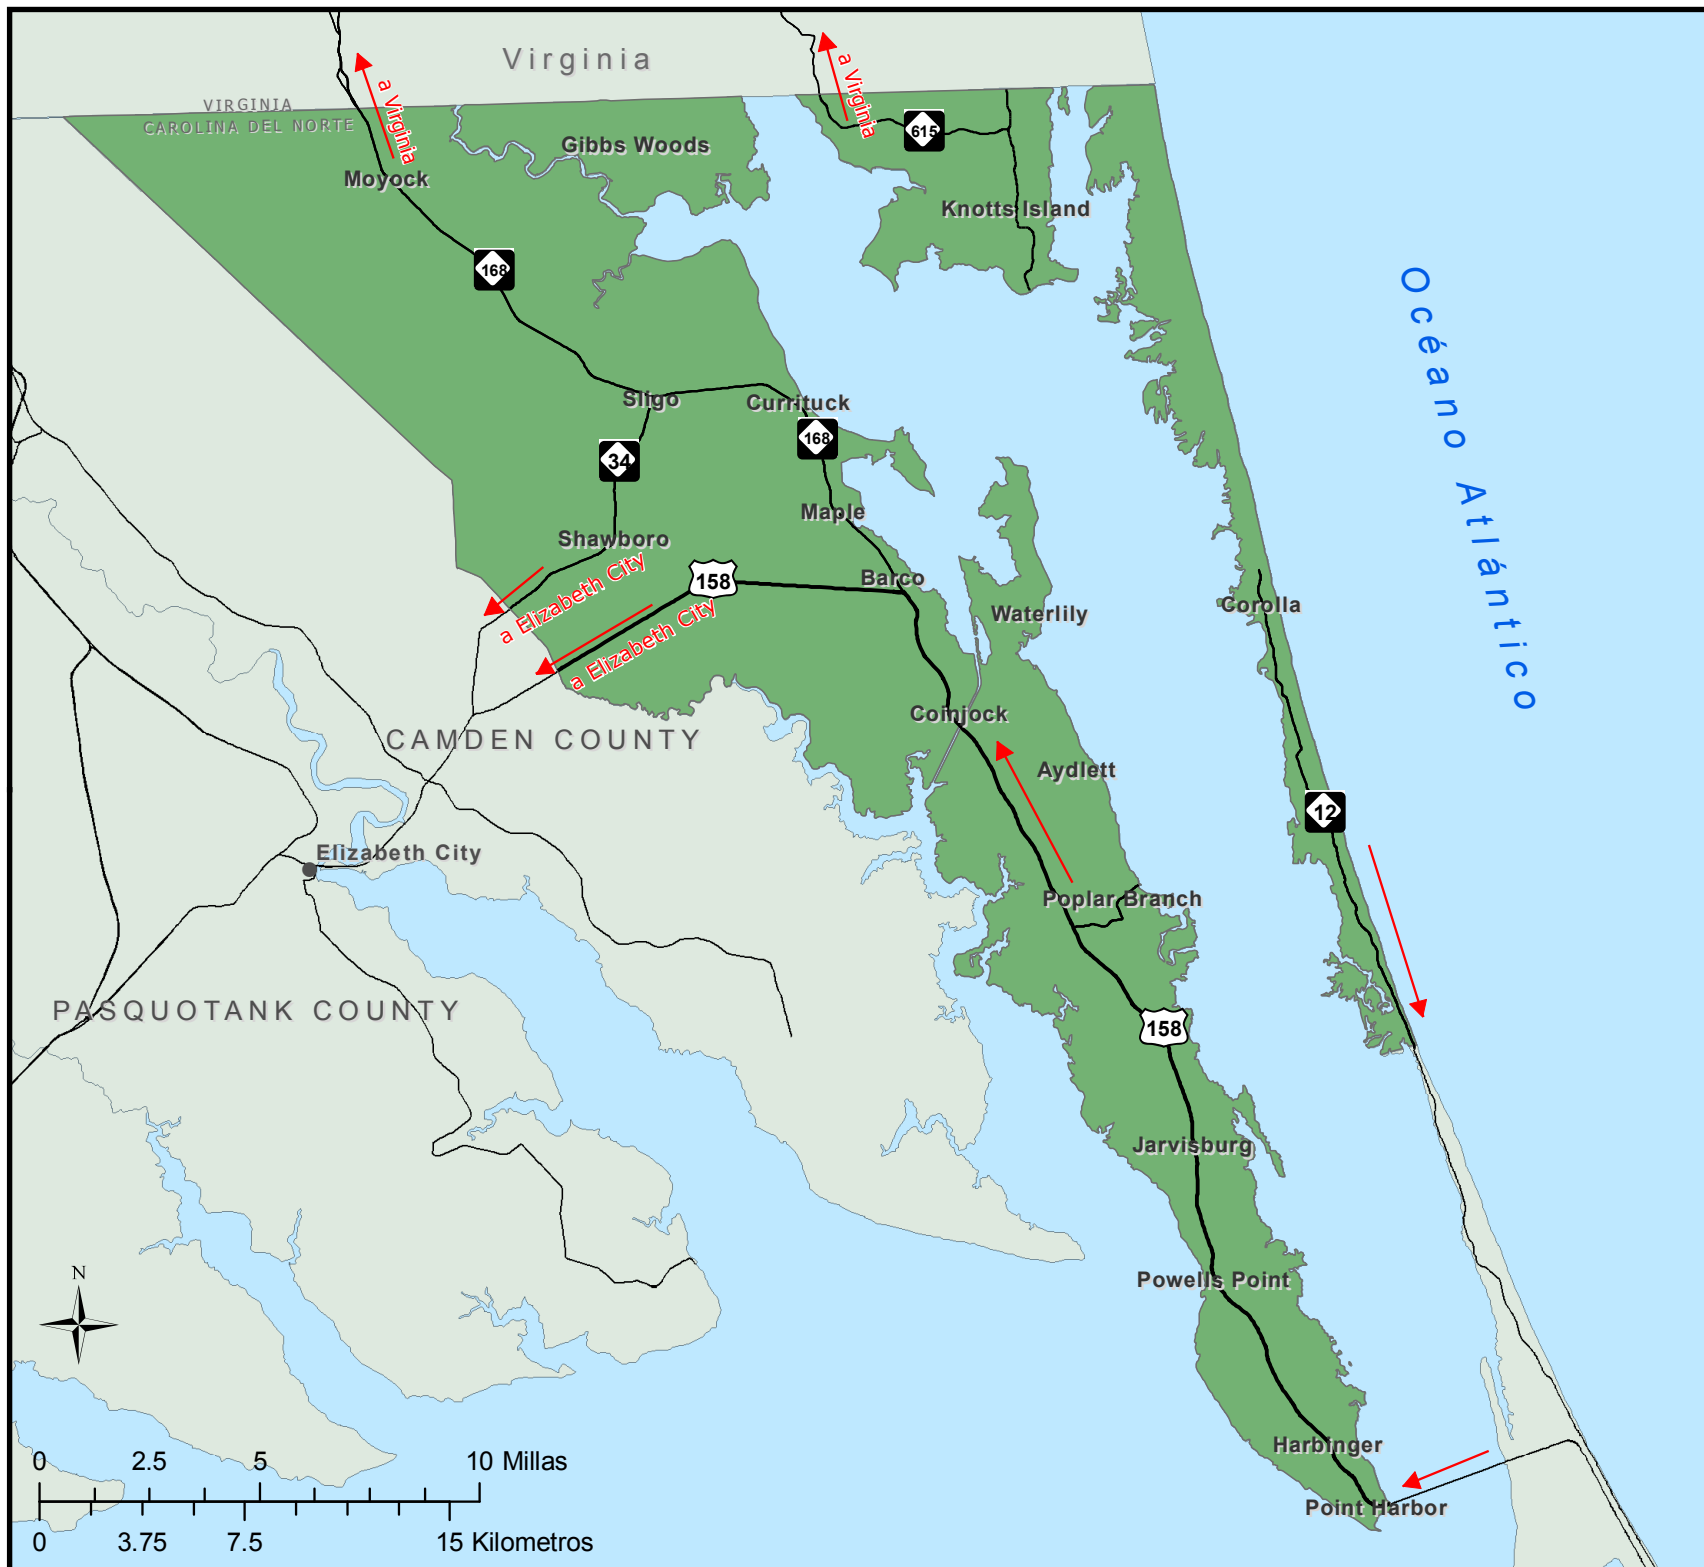 Virginia
a Virginia
a Virginia
VIRGINIA
CAROLINA DEL NORTE
615
Gibbs Woods
Moyock
Knotts Island
168
Océano Atlántico
Sligo
Currituck
168
34
Maple
Shawboro
158
Barco
a Elizabeth City
a Elizabeth City
Waterlily
Corolla
Coinjock
CAMDEN COUNTY
Aydlett
12
Elizabeth City
Poplar Branch
PASQUOTANK COUNTY
158
Jarvisburg
N
Powells Point
Harbinger
0 2.5 5 10 Millas
Point Harbor
0 3.75 7.5 15 Kilometros